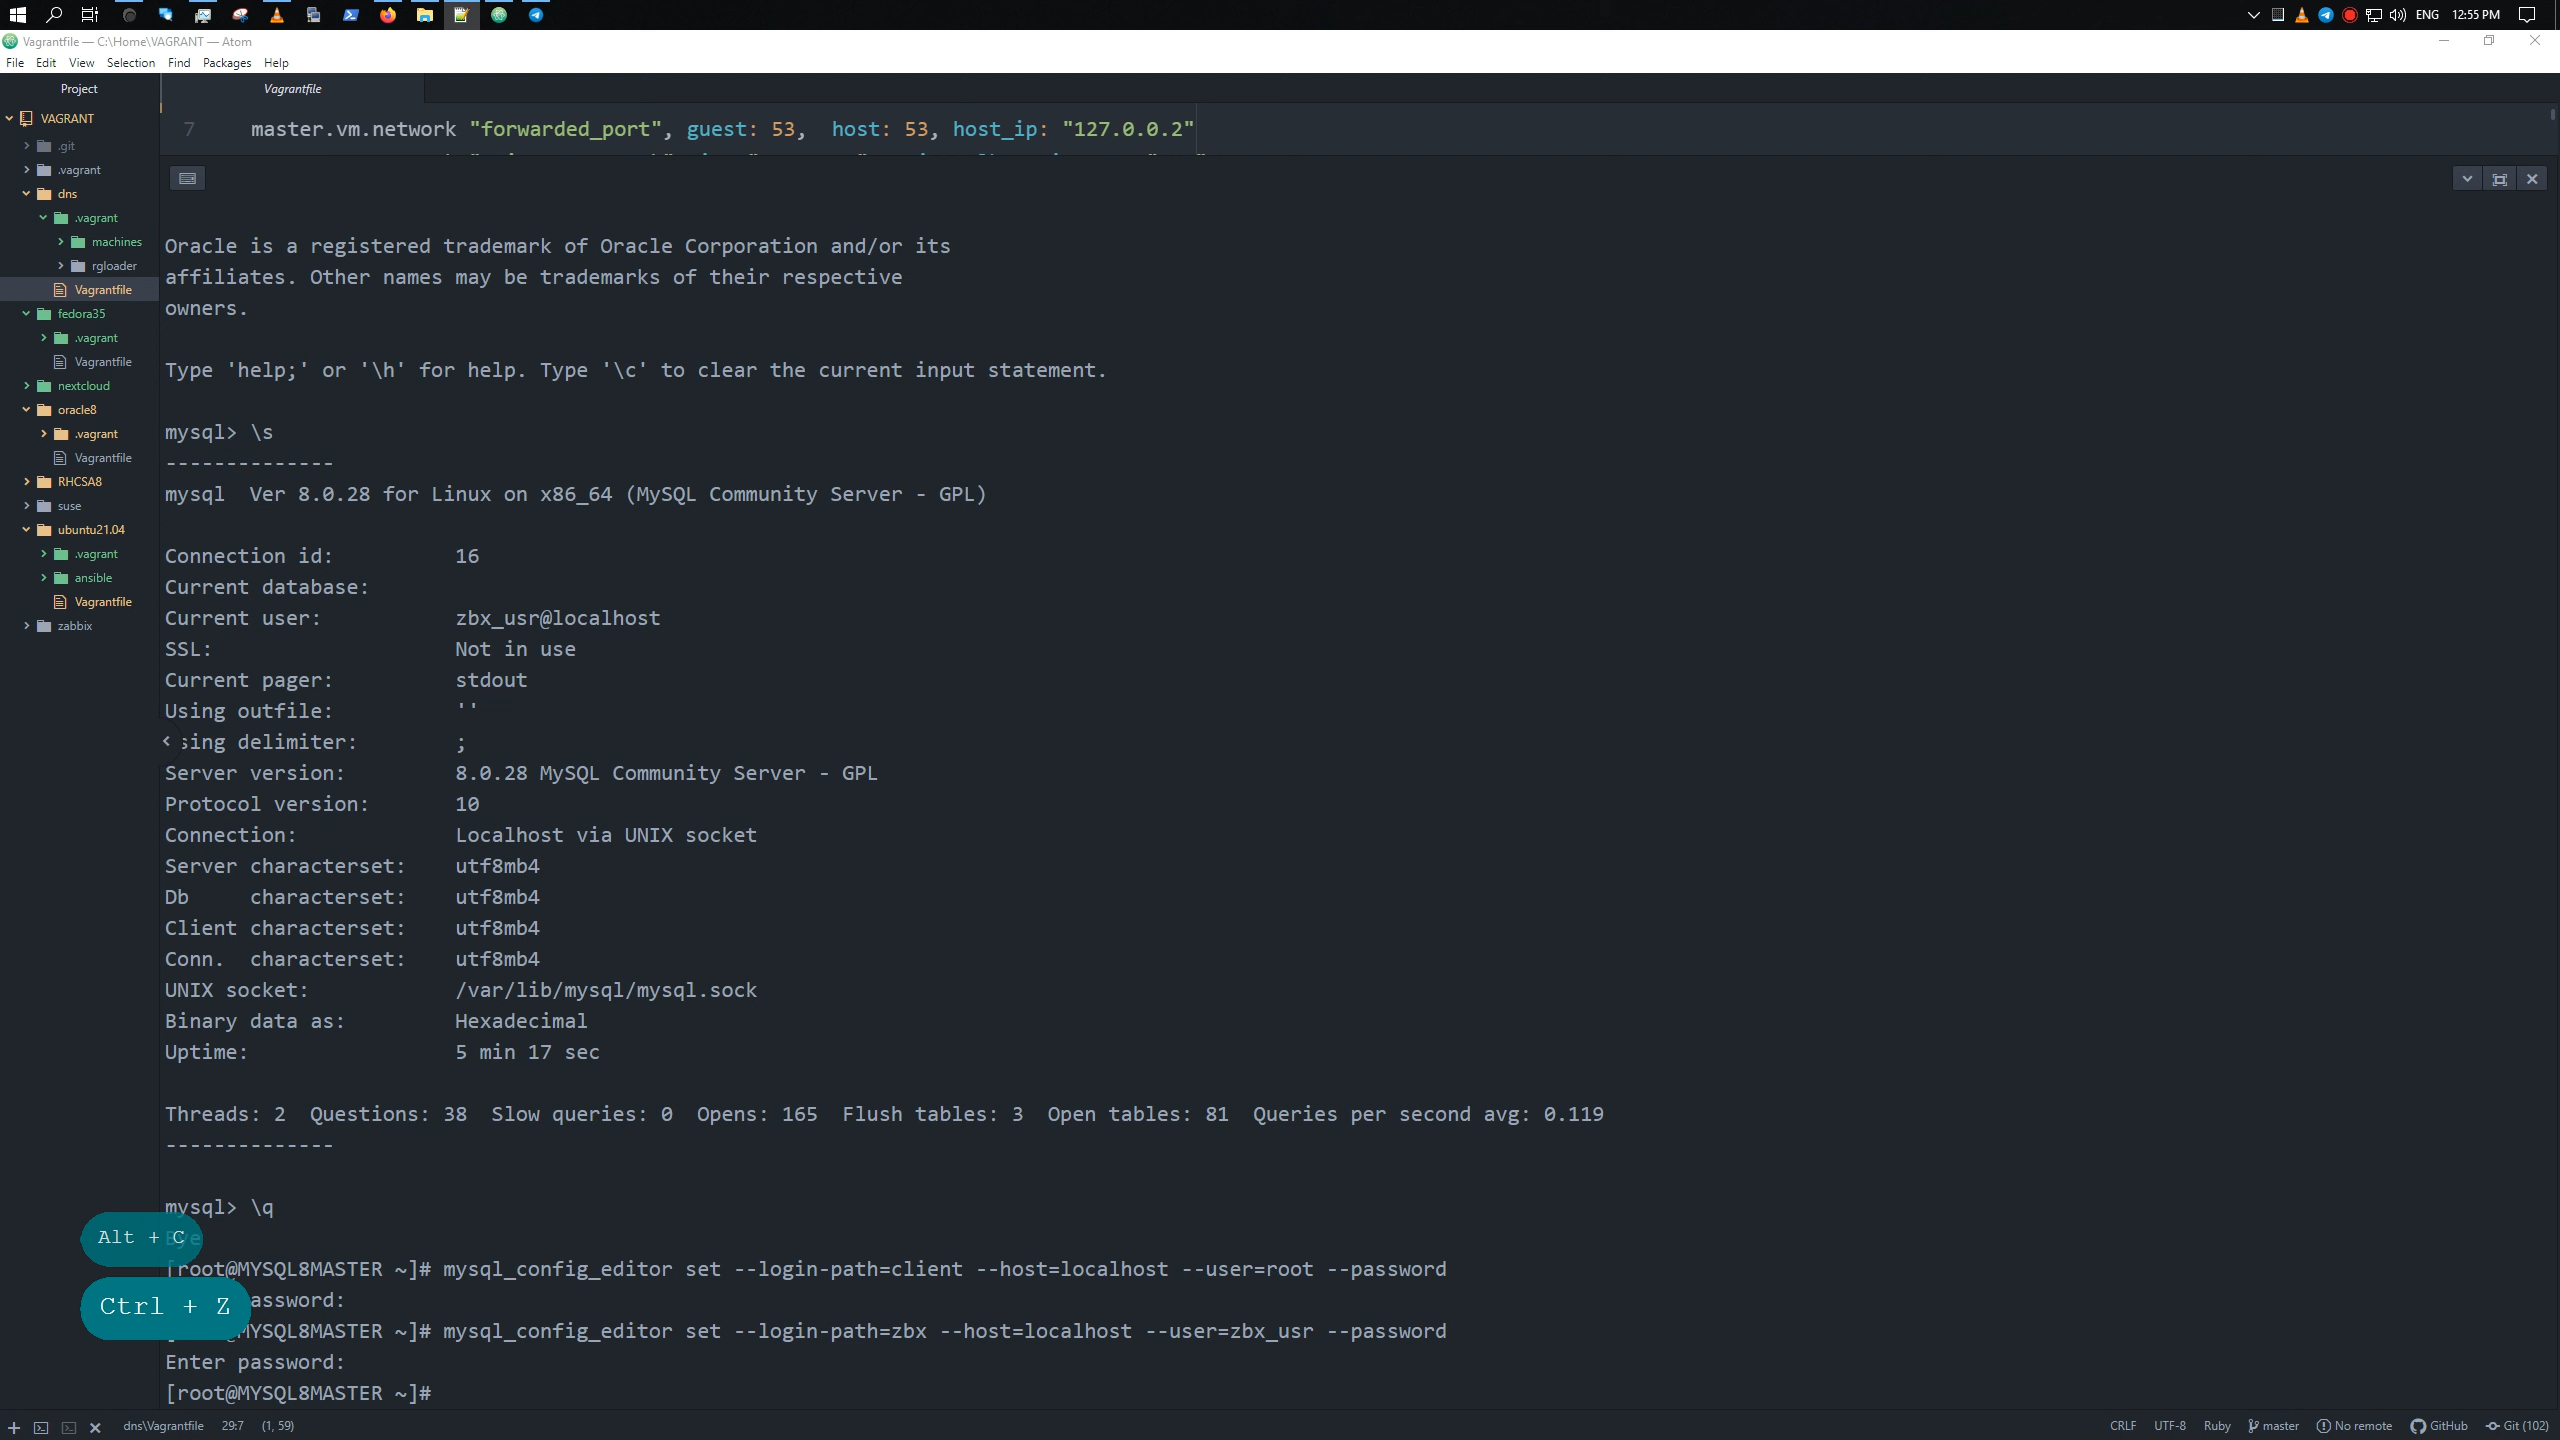 ENG 12:55 PM
Vagrantfile — C:\Home\VAGRANT — Atom
File Edit View Selection Find Packages Help
Project
Vagrantfile
VAGRANT
.git
.vagrant
dns
.vagrant
machines
rgloader
Vagrantfile
fedora35
.vagrant
Vagrantfile
nextcloud
oracle8
.vagrant
Vagrantfile
RHCSA8
suse
ubuntu21.04
.vagrant
ansible
Vagrantfile
zabbix
7 master.vm.network "forwarded_port", guest: 53, host: 53, host_ip: "127.0.0.2"
Oracle is a registered trademark of Oracle Corporation and/or its
affiliates. Other names may be trademarks of their respective
owners.
Type 'help;' or '\h' for help. Type '\c' to clear the current input statement.
mysql> \s
--------------
mysql  Ver 8.0.28 for Linux on x86_64 (MySQL Community Server - GPL)
Connection id: 16
Current database:
Current user: zbx_usr@localhost
SSL: Not in use
Current pager: stdout
Using outfile: ''
sing delimiter: ;
Server version: 8.0.28 MySQL Community Server - GPL
Protocol version: 10
Connection: Localhost via UNIX socket
Server characterset: utf8mb4
Db     characterset: utf8mb4
Client characterset: utf8mb4
Conn.  characterset: utf8mb4
UNIX socket: /var/lib/mysql/mysql.sock
Binary data as: Hexadecimal
Uptime: 5 min 17 sec
Threads: 2  Questions: 38  Slow queries: 0  Opens: 165  Flush tables: 3  Open tables: 81  Queries per second avg: 0.119
--------------
mysql> \q
Bye
Alt + C
[root@MYSQL8MASTER ~]# mysql_config_editor set --login-path=client --host=localhost --user=root --password
assword:
Ctrl + Z
MYSQL8MASTER ~]# mysql_config_editor set --login-path=zbx --host=localhost --user=zbx_usr --password
Enter password:
[root@MYSQL8MASTER ~]#
dns\Vagrantfile 29:7 (1, 59)
CRLF UTF-8 Ruby master No remote GitHub Git (102)